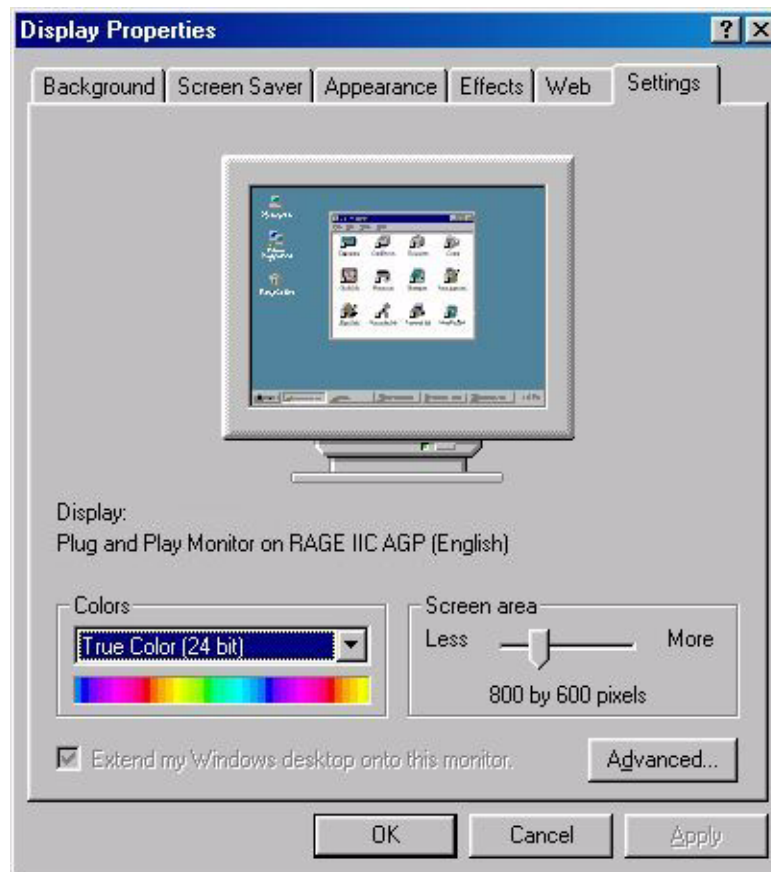 Display Properties
Background Screen Saver Appearance Effects Web Settings
Display:
Plug and Play Monitor on RAGE IIC AGP (English)
Colors
True Color (24 bit)
Screen area
Less More
800 by 600 pixels
Extend my Windows desktop onto this monitor.
Advanced...
OK Cancel Apply